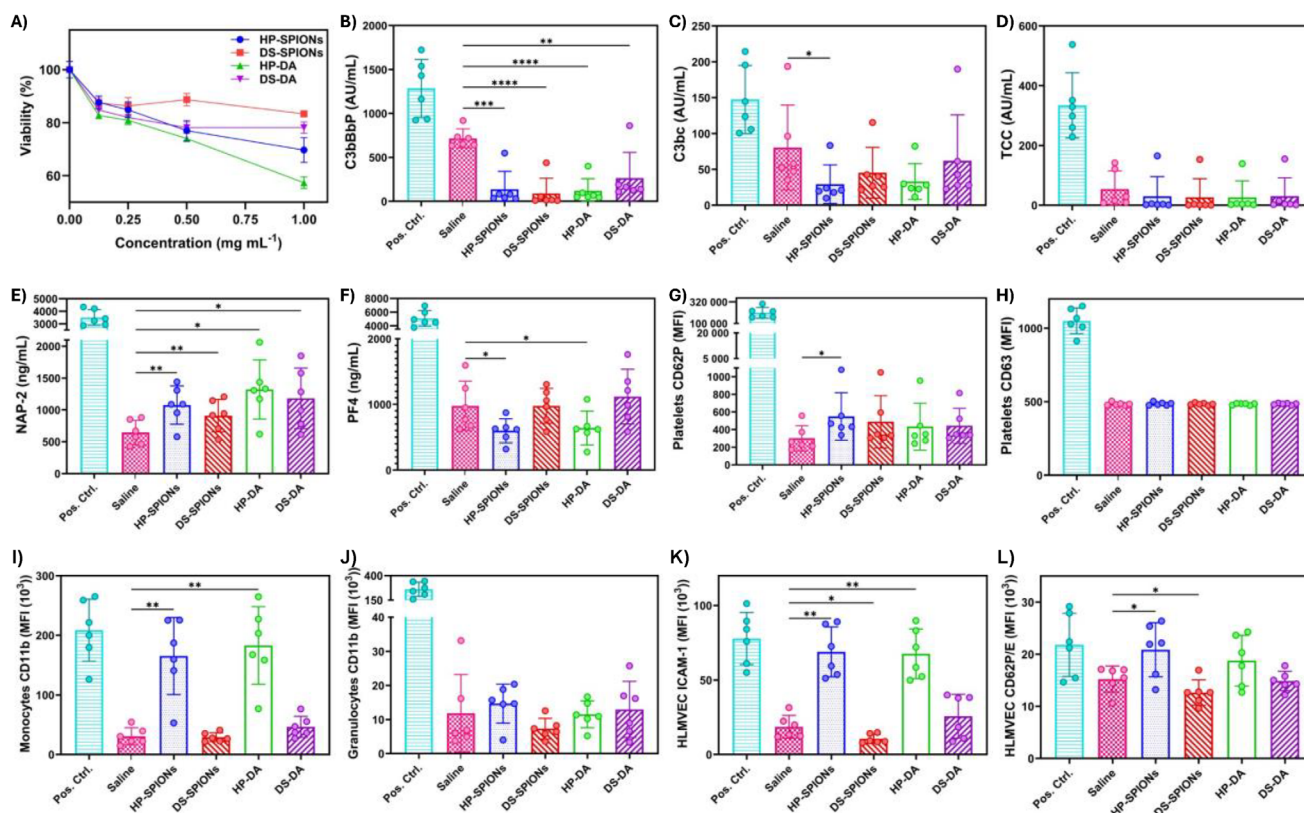 A)
Viability (%)
100
80
60
0.00 0.25 0.50 0.75 1.00
Concentration (mg mL⁻¹)
HP-SPIONs
DS-SPIONs
HP-DA
DS-DA
B)
C3bBbP (AU/mL)
2000
1500
1000
500
0
**
****
****
***
Pos. Ctrl. Saline HP-SPIONs DS-SPIONs HP-DA DS-DA
C)
C3bc (AU/mL)
250
200
150
100
50
0
*
Pos. Ctrl. Saline HP-SPIONs DS-SPIONs HP-DA DS-DA
D)
TCC (AU/mL)
600
400
200
0
Pos. Ctrl. Saline HP-SPIONs DS-SPIONs HP-DA DS-DA
E)
NAP-2 (ng/mL)
5000
4000
3000
2000
1500
1000
500
0
*
*
**
**
Pos. Ctrl. Saline HP-SPIONs DS-SPIONs HP-DA DS-DA
F)
PF4 (ng/mL)
8000
6000
4000
2000
1000
0
*
*
Pos. Ctrl. Saline HP-SPIONs DS-SPIONs HP-DA DS-DA
G)
Platelets CD62P (MFI)
320 000
100 000
20 000
5 000
800
600
400
200
0
*
Pos. Ctrl. Saline HP-SPIONs DS-SPIONs HP-DA DS-DA
H)
Platelets CD63 (MFI)
1000
500
0
Pos. Ctrl. Saline HP-SPIONs DS-SPIONs HP-DA DS-DA
I)
Monocytes CD11b (MFI (10³))
300
200
100
0
**
**
Pos. Ctrl. Saline HP-SPIONs DS-SPIONs HP-DA DS-DA
J)
Granulocytes CD11b (MFI (10³))
400
150
40
30
20
10
0
Pos. Ctrl. Saline HP-SPIONs DS-SPIONs HP-DA DS-DA
K)
HLMVEC ICAM-1 (MFI (10³))
100
50
0
**
*
**
Pos. Ctrl. Saline HP-SPIONs DS-SPIONs HP-DA DS-DA
L)
HLMVEC CD62P/E (MFI (10³))
30
20
10
0
*
*
Pos. Ctrl. Saline HP-SPIONs DS-SPIONs HP-DA DS-DA